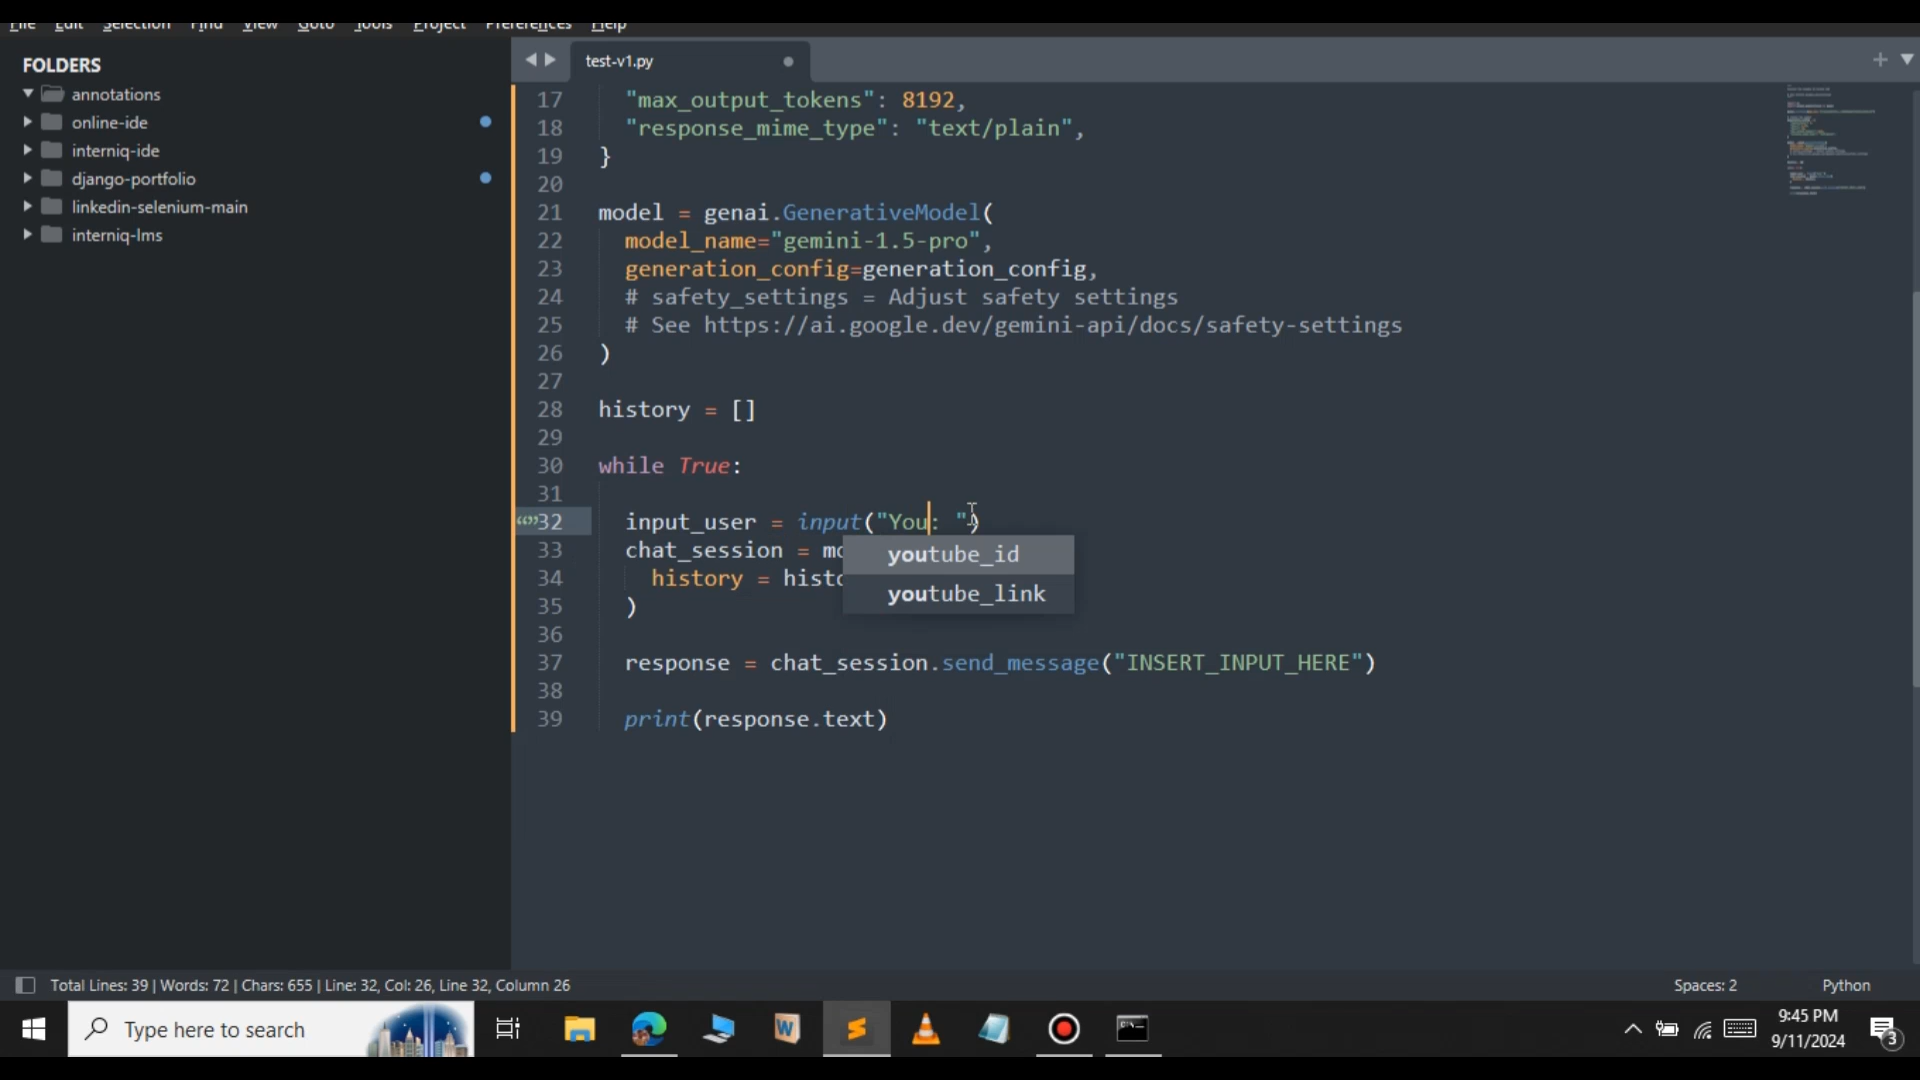 File Edit Selection Find View Goto Tools Project Preferences Help
FOLDERS
annotations
online-ide
interniq-ide
django-portfolio
linkedin-selenium-main
interniq-lms
test-v1.py
17 "max_output_tokens": 8192,
18 "response_mime_type": "text/plain",
19 }
20
21 model = genai.GenerativeModel(
22 model_name="gemini-1.5-pro",
23 generation_config=generation_config,
24 # safety_settings = Adjust safety settings
25 # See https://ai.google.dev/gemini-api/docs/safety-settings
26 )
27
28 history = []
29
30 while True:
31
32 input_user = input("You: ")
33 chat_session = mo
34 history = histo
35 )
36
37 response = chat_session.send_message("INSERT_INPUT_HERE")
38
39 print(response.text)
youtube_id
youtube_link
Total Lines: 39 | Words: 72 | Chars: 655 | Line: 32, Col: 26, Line 32, Column 26
Spaces: 2
Python
Type here to search
9:45 PM
9/11/2024
3